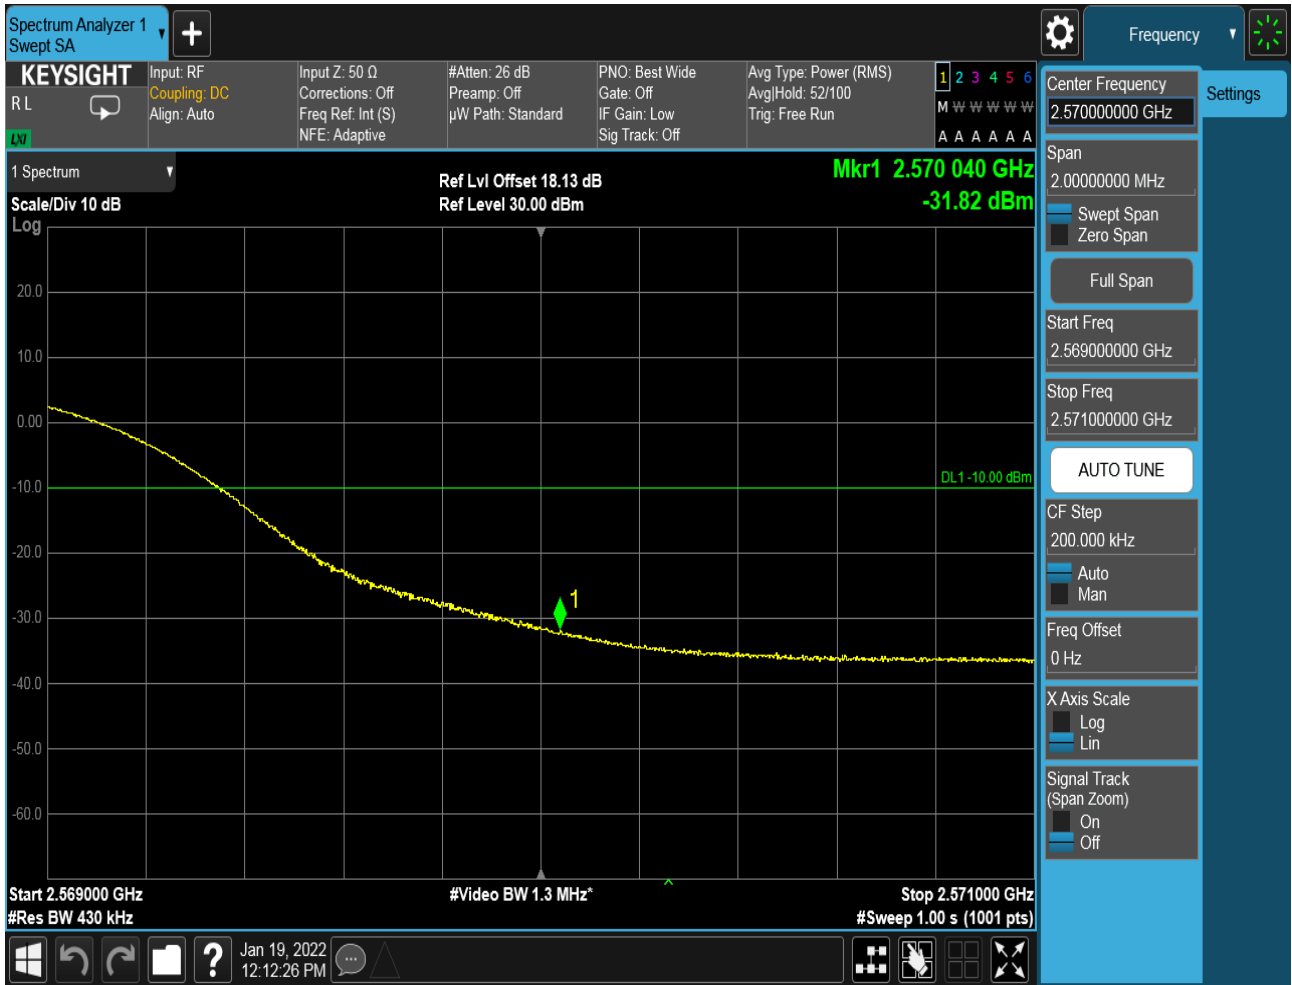 Spectrum Analyzer 1
Swept SA
Frequency
KEYSIGHT
R L
LXI
Input: RF
Coupling: DC
Align: Auto
Input Z: 50 Ω
Corrections: Off
Freq Ref: Int (S)
NFE: Adaptive
#Atten: 26 dB
Preamp: Off
µW Path: Standard
PNO: Best Wide
Gate: Off
IF Gain: Low
Sig Track: Off
Avg Type: Power (RMS)
Avg|Hold: 52/100
Trig: Free Run
1 2 3 4 5 6
M W W W W W
A A A A A A
1 Spectrum
Scale/Div 10 dB
Log
Ref Lvl Offset 18.13 dB
Ref Level 30.00 dBm
Mkr1 2.570 040 GHz
-31.82 dBm
20.0
10.0
0.00
-10.0
-20.0
-30.0
-40.0
-50.0
-60.0
DL1 -10.00 dBm
1
Start 2.569000 GHz
#Res BW 430 kHz
#Video BW 1.3 MHz*
Stop 2.571000 GHz
#Sweep 1.00 s (1001 pts)
Jan 19, 2022
12:12:26 PM
Center Frequency
2.570000000 GHz
Settings
Span
2.00000000 MHz
Swept Span
Zero Span
Full Span
Start Freq
2.569000000 GHz
Stop Freq
2.571000000 GHz
AUTO TUNE
CF Step
200.000 kHz
Auto
Man
Freq Offset
0 Hz
X Axis Scale
Log
Lin
Signal Track
(Span Zoom)
On
Off